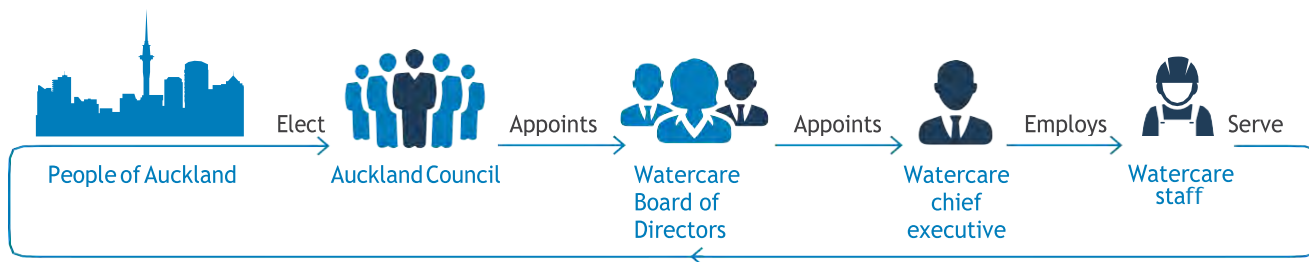 Elect
Appoints
Appoints
Employs
Serve
People of Auckland
Auckland Council
Watercare
Board of
Directors
Watercare
chief
executive
Watercare
staff